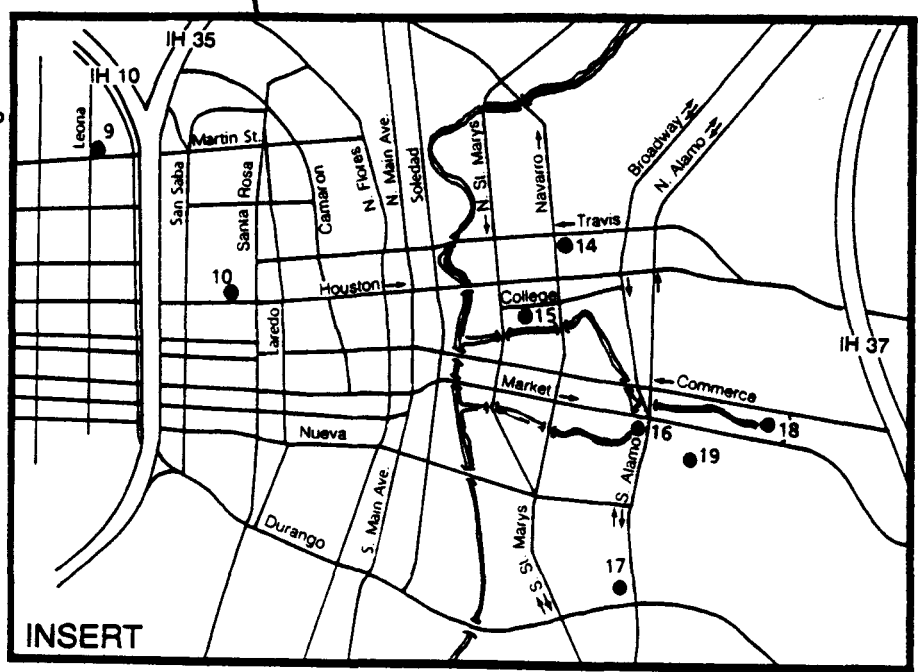 IH 35
IH 10
Leona
9
Martin St.
San Saba
Santa Rosa
Camaron
N. Flores
N. Main Ave.
Soledad
N. St. Marys
Navarro
Broadway
N. Alamo
Travis
14
10
Houston
College
15
Laredo
IH 37
Market
Commerce
Nueva
16
18
19
S. Alamo
S. Main Ave.
Durango
S. St. Marys
17
INSERT